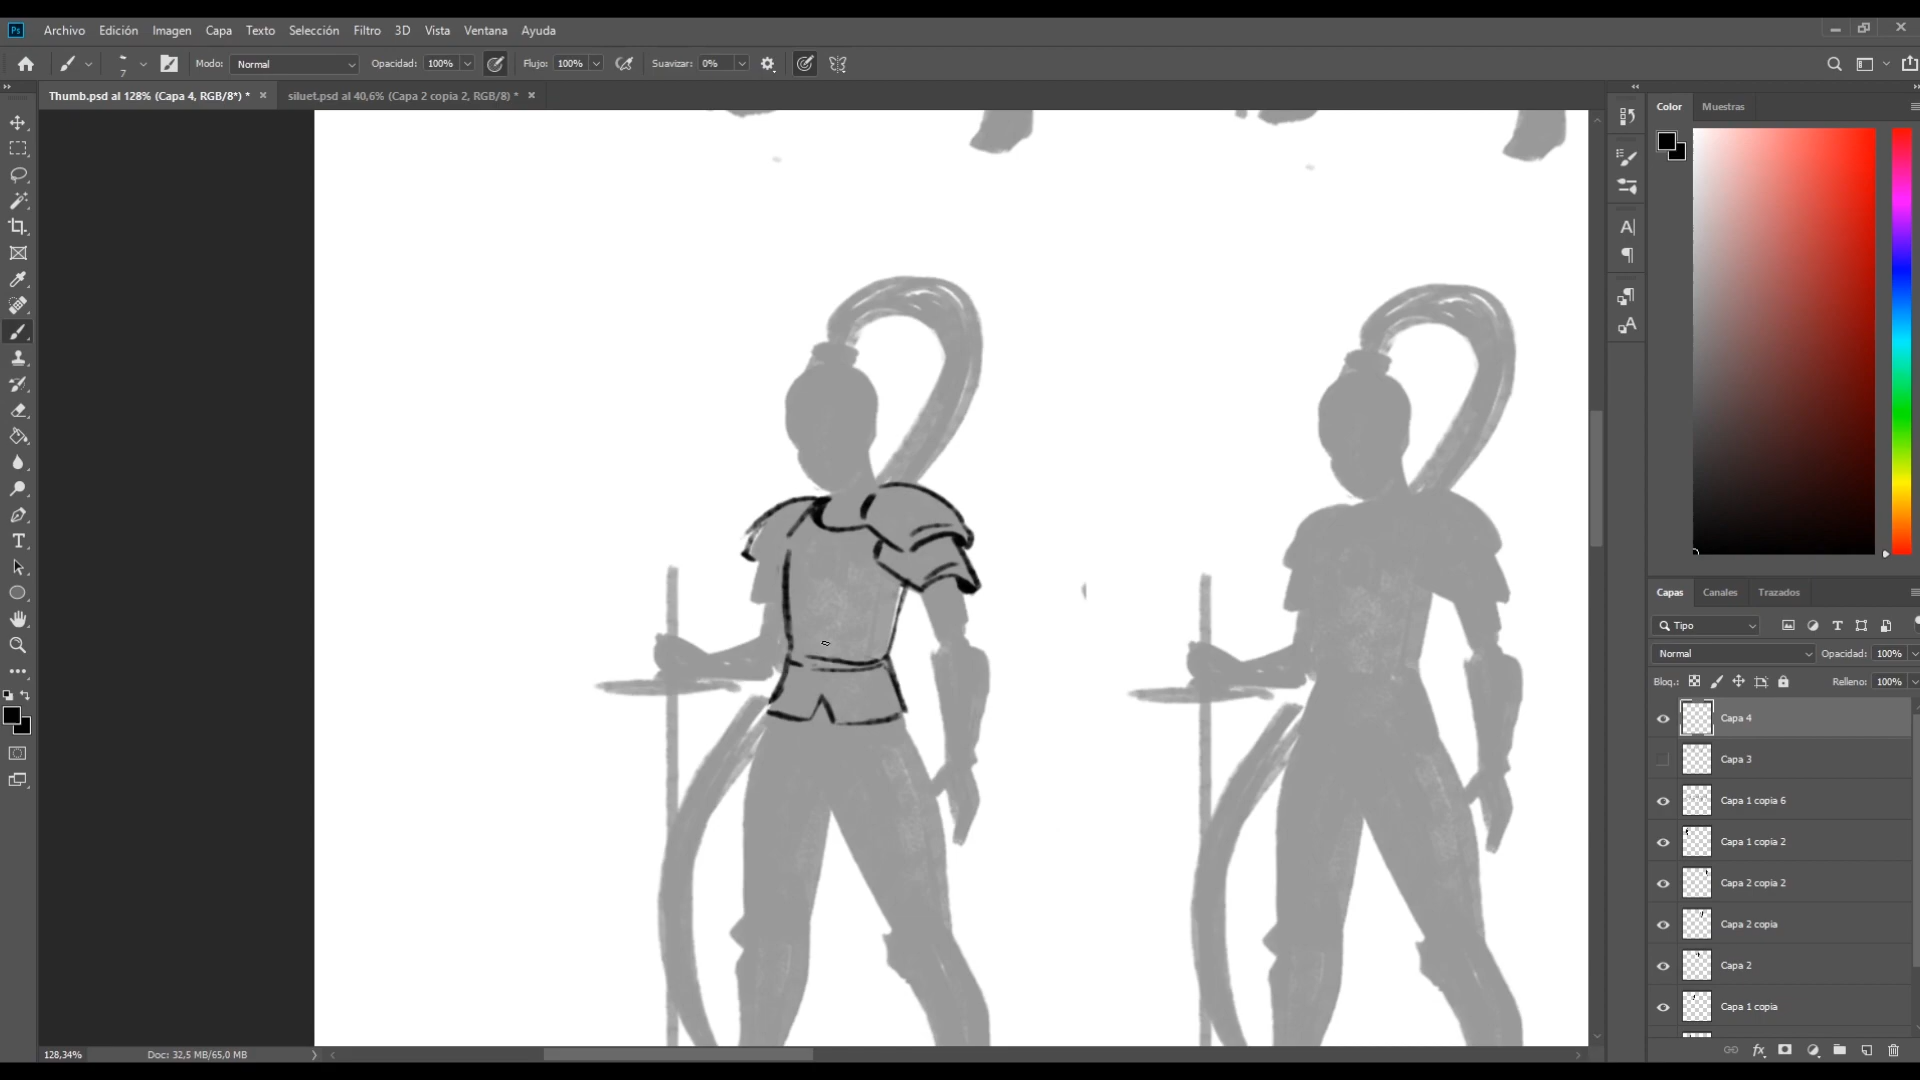 Ps Archivo Edición Imagen Capa Texto Selección Filtro 3D Vista Ventana Ayuda
7 Modo: Normal Opacidad: 100% Flujo: 100% Suavizar: 0%
Thumb.psd al 128% (Capa 4, RGB/8*) * siluet.psd al 40,6% (Capa 2 copia 2, RGB/8) *
Color Muestras
Capas Canales Trazados
Tipo
Normal Opacidad: 100%
Bloq.: Relleno: 100%
Capa 4
Capa 3
Capa 1 copia 6
Capa 1 copia 2
Capa 2 copia 2
Capa 2 copia
Capa 2
Capa 1 copia
fx
128,34% Doc: 32,5 MB/65,0 MB